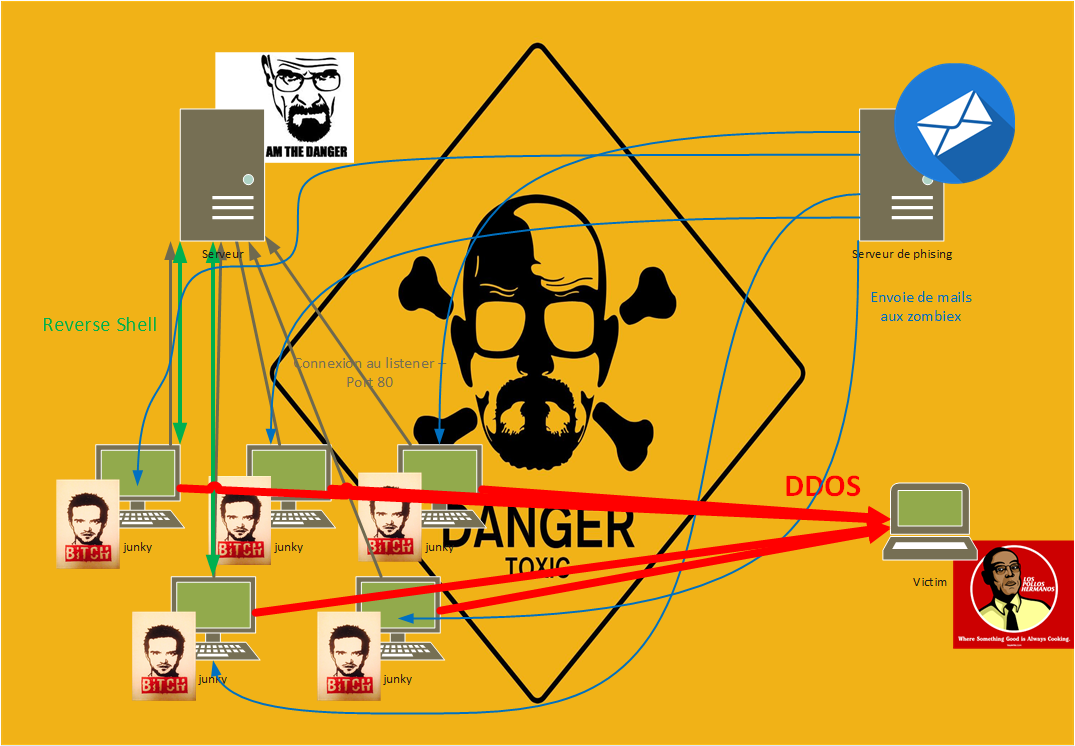 AM THE DANGER
Serveur
Serveur de phising
Envoie de mails
aux zombiex
Reverse Shell
Connexion au listener –
Port 80
DDOS
DANGER
TOXIC
BITCH
junky
BITCH
junky
BITCH
junky
Victim
LOS
POLLOS
HERMANOS
Where Something Good is Always Cooking.
BITCH
junky
BITCH
junky